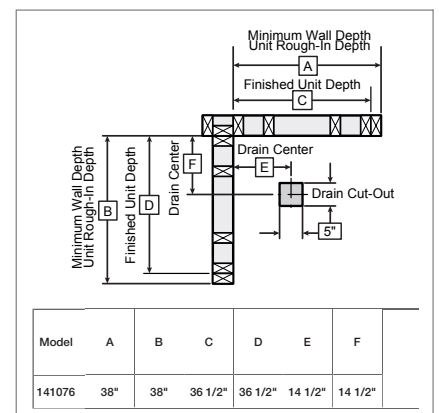 Minimum Wall Depth
Unit Rough-In Depth
A
Finished Unit Depth
C
Drain Center
E
Drain Cut-Out
5"
Minimum Wall Depth
Unit Rough-In Depth
B
Finished Unit Depth
D
Drain Center
F
Model A B C D E F
141076 38" 38" 36 1/2" 36 1/2" 14 1/2" 14 1/2"